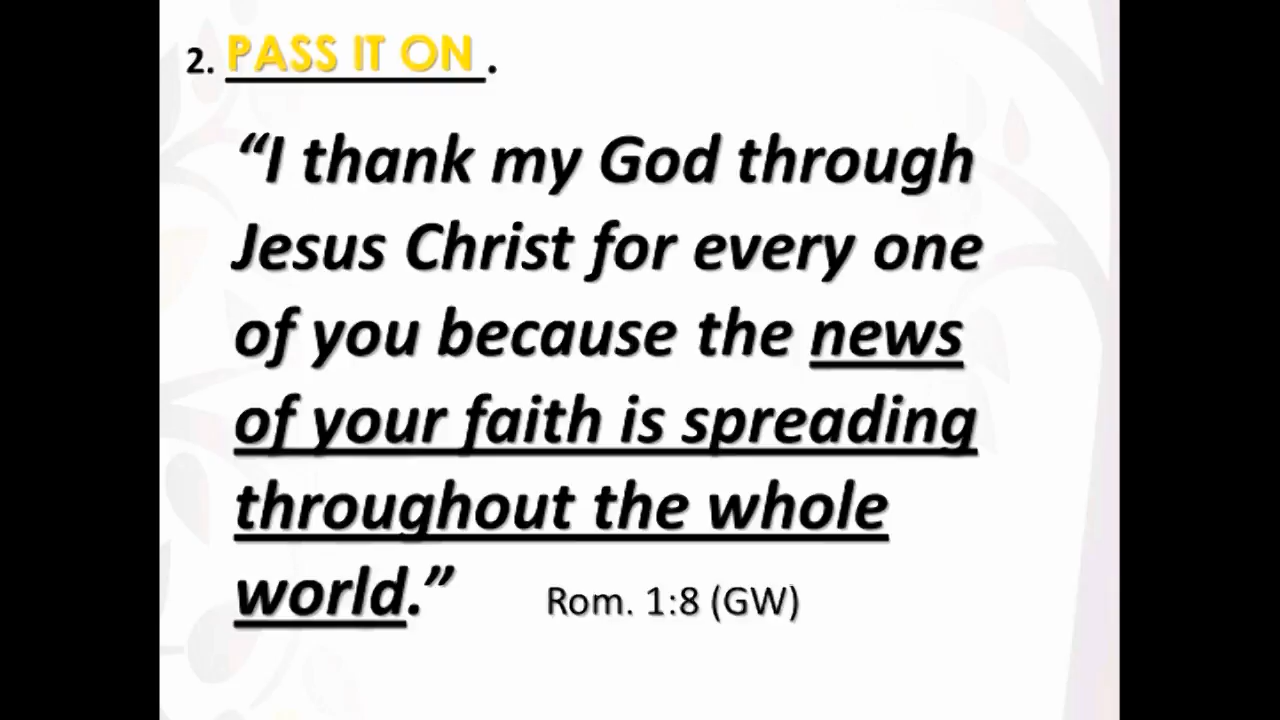 2. PASS IT ON.
“I thank my God through
Jesus Christ for every one
of you because the news
of your faith is spreading
throughout the whole
world.” Rom. 1:8 (GW)